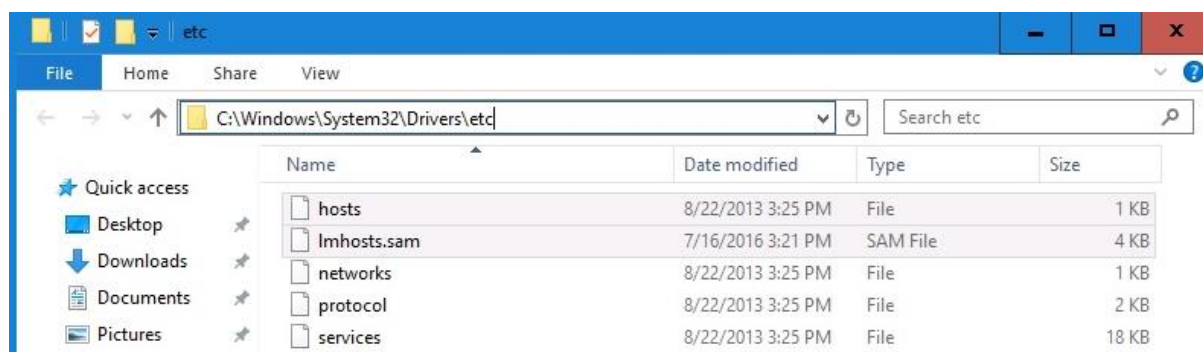 etc
File Home Share View
C:\Windows\System32\Drivers\etc Search etc
Name Date modified Type Size
Quick access
Desktop
Downloads
Documents
Pictures
hosts 8/22/2013 3:25 PM File 1 KB
lmhosts.sam 7/16/2016 3:21 PM SAM File 4 KB
networks 8/22/2013 3:25 PM File 1 KB
protocol 8/22/2013 3:25 PM File 2 KB
services 8/22/2013 3:25 PM File 18 KB